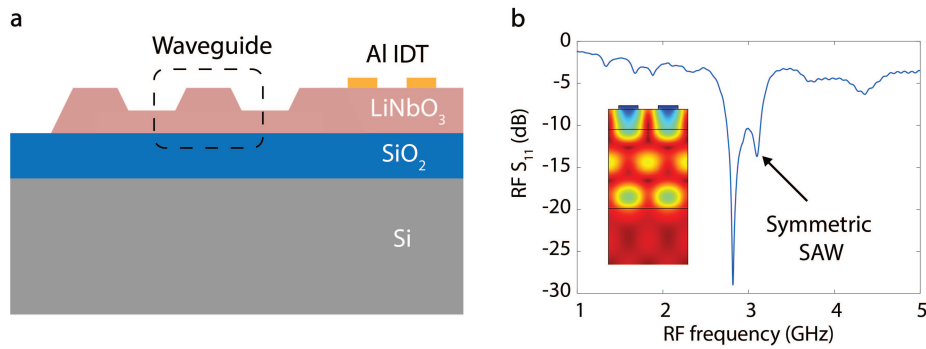 a
Waveguide
Al IDT
LiNbO₃
SiO₂
Si
b
0
-5
-10
-15
-20
-25
-30
RF S₁₁ (dB)
Symmetric
SAW
1
2
3
4
5
RF frequency (GHz)